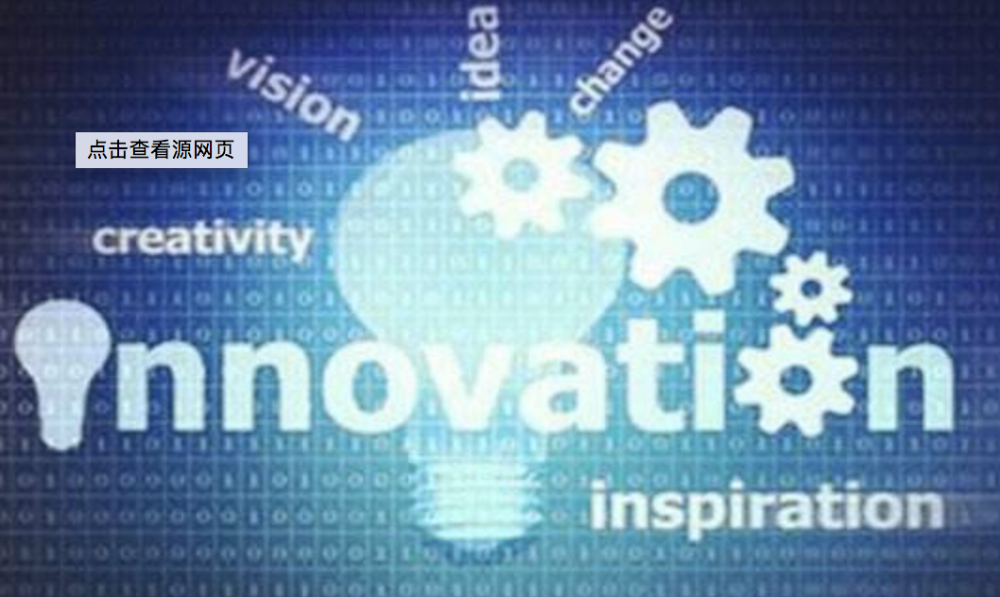 vision
idea
change
点击查看源网页
creativity
innovation
inspiration